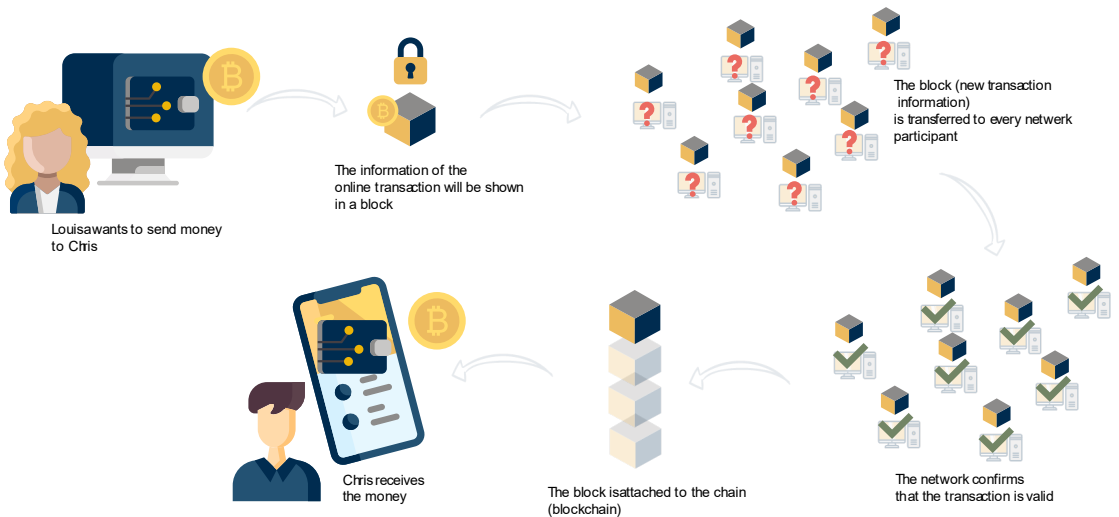 Louisawants to send money
to Chris
The information of the
online transaction will be shown
in a block
The block (new transaction
information)
is transferred to every netwerk
participant
The network confirms
that the transaction is valid
The block isattached to the chain
(blockchain)
Chris receives
the money